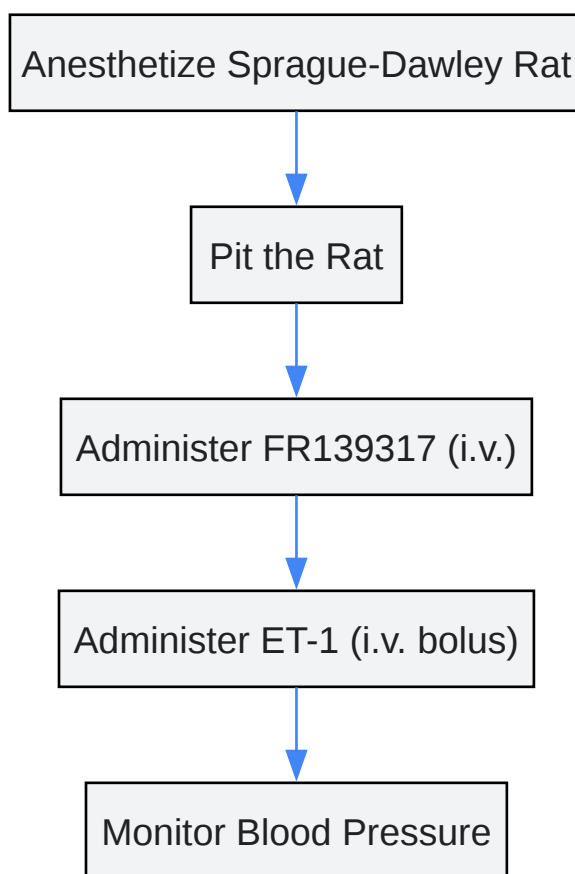 Anesthetize Sprague-Dawley Rat
Pit the Rat
Administer FR139317 (i.v.)
Administer ET-1 (i.v. bolus)
Monitor Blood Pressure